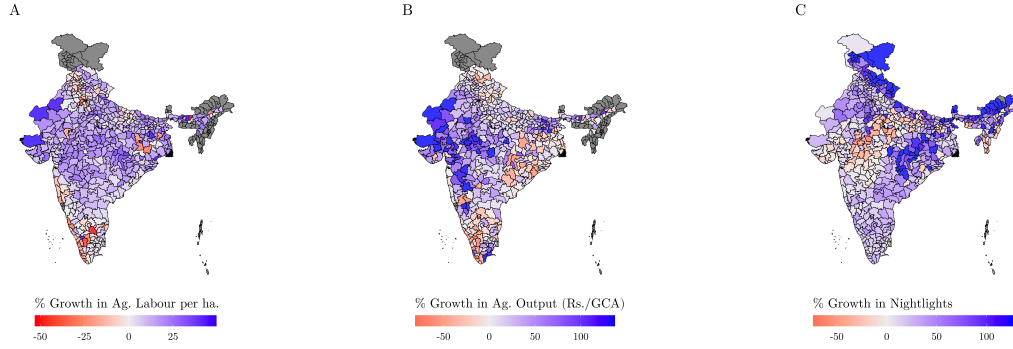 A
B
C
% Growth in Ag. Labour per ha.
-50 -25 0 25
% Growth in Ag. Output (Rs./GCA)
-50 0 50 100
% Growth in Nightlights
-50 0 50 100